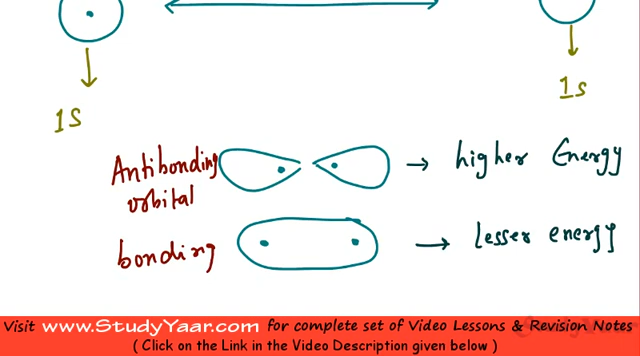 1S
1s
Antibonding → higher Energy
orbital
bonding → lesser energy
Visit www.StudyYaar.com for complete set of Video Lessons & Revision Notes
( Click on the Link in the Video Description given below )